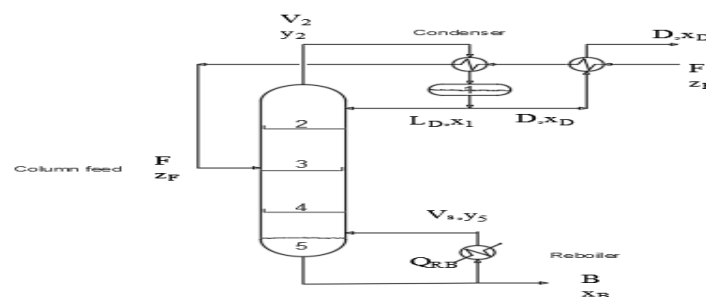 V2
y2
Condenser
D,xD
F
1
2
LD,x1
D,xD
F
zF
Column feed
3
4
Vs,y5
5
QRB
Reboiler
B
xB